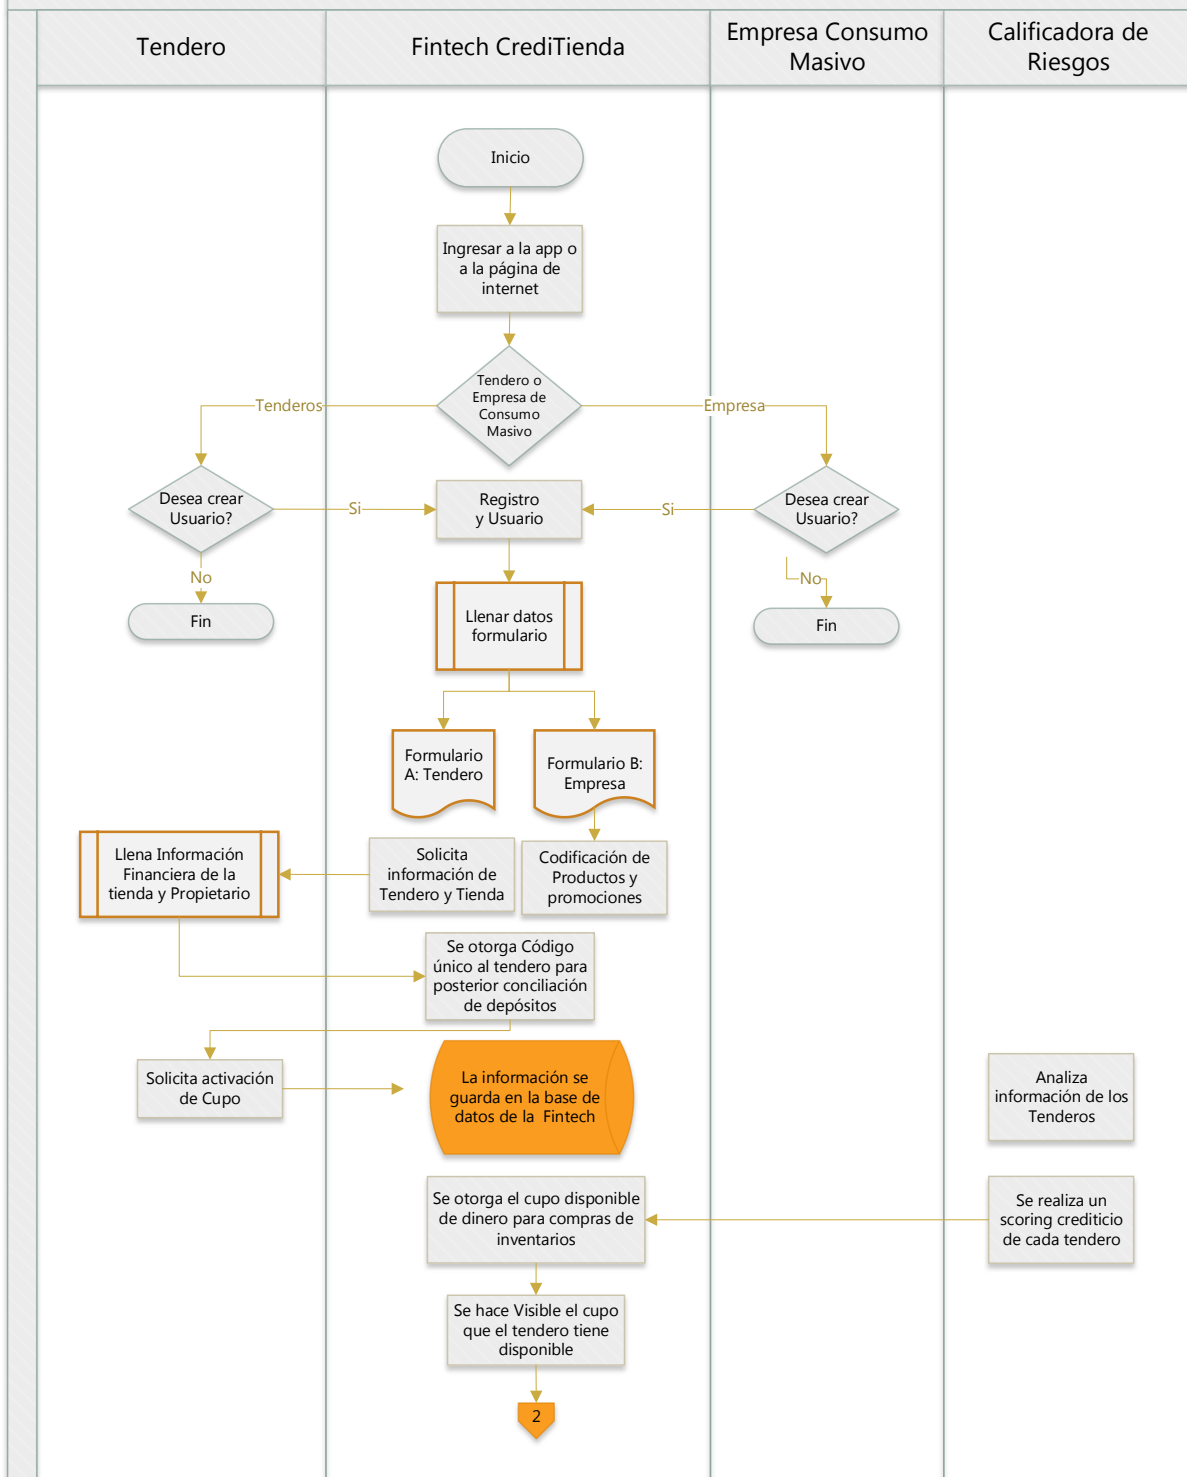 Tendero
Fintech CrediTienda
Empresa Consumo
Masivo
Calificadora de
Riesgos
Inicio
Ingresar a la app o
a la página de
internet
Tendero o
Empresa de
Consumo
Masivo
Tenderos
Empresa
Desea crear
Usuario?
Si
Registro
y Usuario
Si
Desea crear
Usuario?
No
Fin
No
Fin
Llenar datos
formulario
Formulario
A: Tendero
Formulario B:
Empresa
Llena Información
Financiera de la
tienda y Propietario
Solicita
información de
Tendero y Tienda
Codificación de
Productos y
promociones
Se otorga Código
único al tendero para
posterior conciliación
de depósitos
Solicita activación
de Cupo
La información se
guarda en la base de
datos de la  Fintech
Analiza
información de los
Tenderos
Se otorga el cupo disponible
de dinero para compras de
inventarios
Se realiza un
scoring crediticio
de cada tendero
Se hace Visible el cupo
que el tendero tiene
disponible
2